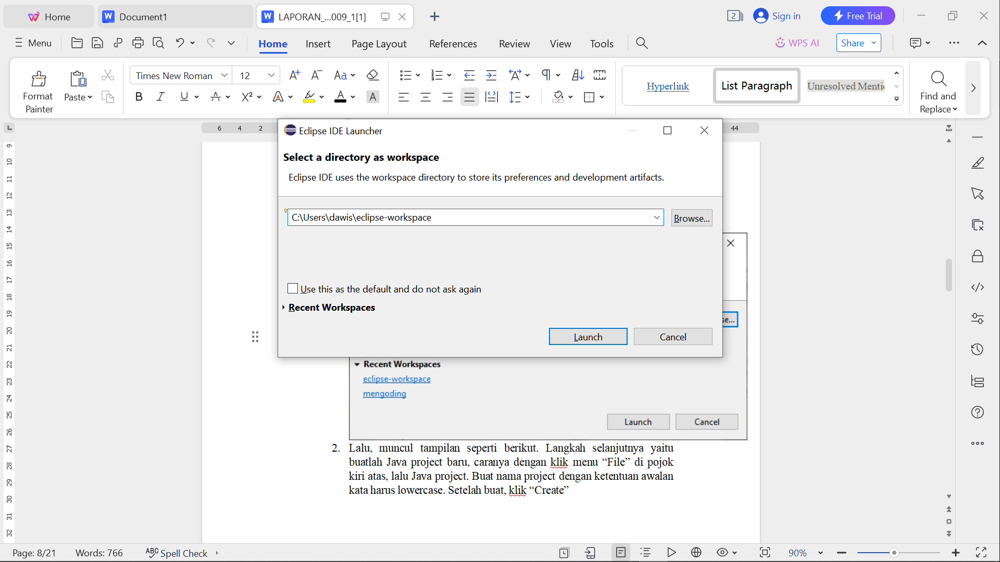 Home
Document1
LAPORAN_...009_1[1]
2
Sign in
Free Trial
Menu
Home
Insert
Page Layout
References
Review
View
Tools
WPS AI
Share
Format
Painter
Paste
Times New Roman
12
Hyperlink
List Paragraph
Unresolved Mentic
Find and
Replace
6 4 2
44
Eclipse IDE Launcher
Select a directory as workspace
Eclipse IDE uses the workspace directory to store its preferences and development artifacts.
C:\Users\dawis\eclipse-workspace
Browse...
Use this as the default and do not ask again
Recent Workspaces
Launch
Cancel
se...
Recent Workspaces
eclipse-workspace
mengoding
Launch
Cancel
2. Lalu, muncul tampilan seperti berikut. Langkah selanjutnya yaitu
buatlah Java project baru, caranya dengan klik menu “File” di pojok
kiri atas, lalu Java project. Buat nama project dengan ketentuan awalan
kata harus lowercase. Setelah buat, klik “Create”
9
10
11
12
13
14
15
16
17
18
19
20
21
22
23
24
25
26
27
28
29
30
31
32
Page: 8/21
Words: 766
ABC Spell Check
90%